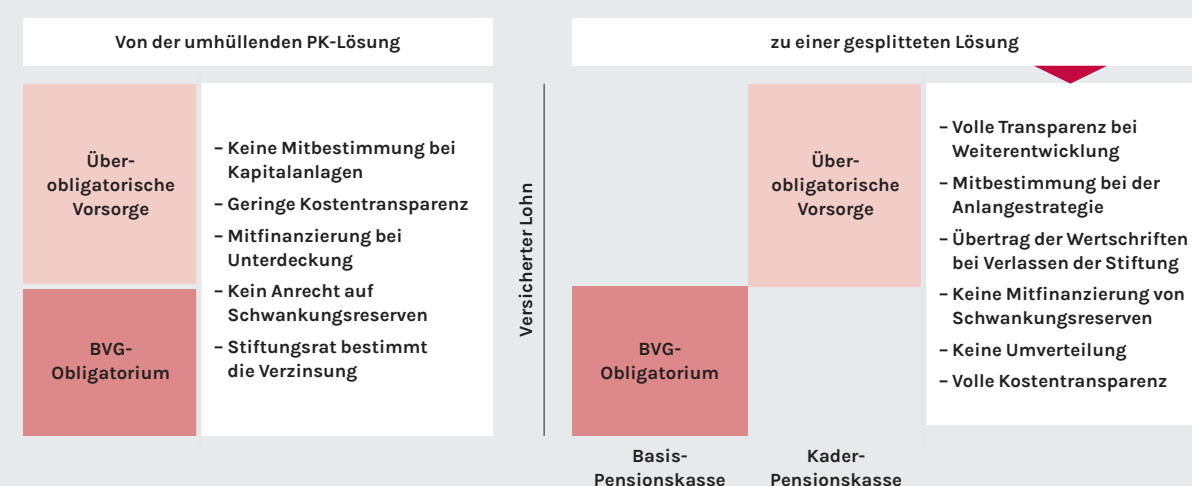 Von der umhüllenden PK-Lösung
Über-
obligatorische
Vorsorge
BVG-
Obligatorium
– Keine Mitbestimmung bei
Kapitalanlagen
– Geringe Kostentransparenz
– Mitfinanzierung bei
Unterdeckung
– Kein Anrecht auf
Schwankungsreserven
– Stiftungsrat bestimmt
die Verzinsung
zu einer gesplitteten Lösung
Versicherter Lohn
BVG-
Obligatorium
Basis-
Pensionskasse
Über-
obligatorische
Vorsorge
Kader-
Pensionskasse
– Volle Transparenz bei
Weiterentwicklung
– Mitbestimmung bei der
Anlangestrategie
– Übertrag der Wertschriften
bei Verlassen der Stiftung
– Keine Mitfinanzierung von
Schwankungsreserven
– Keine Umverteilung
– Volle Kostentransparenz